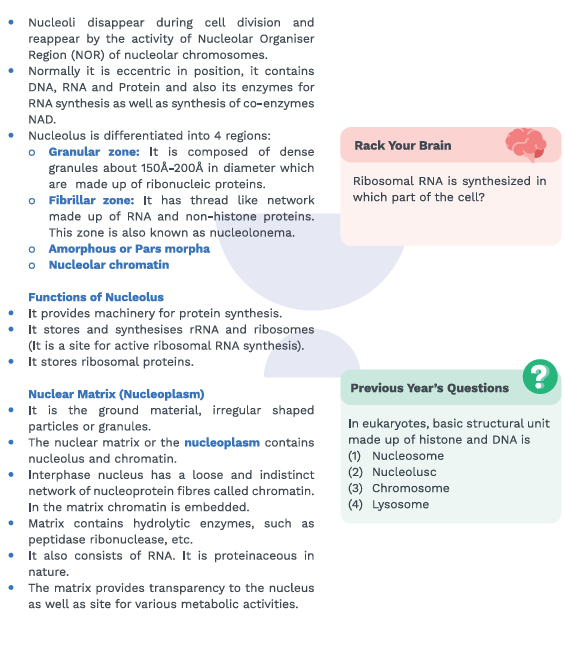 • Nucleoli disappear during cell division and
reappear by the activity of Nucleolar Organiser
Region (NOR) of nucleolar chromosomes.
• Normally it is eccentric in position, it contains
DNA, RNA and Protein and also its enzymes for
RNA synthesis as well as synthesis of co-enzymes
NAD.
• Nucleolus is differentiated into 4 regions:
o Granular zone: It is composed of dense
granules about 150Å-200Å in diameter which
are made up of ribonucleic proteins.
o Fibrillar zone: It has thread like network
made up of RNA and non-histone proteins.
This zone is also known as nucleolonema.
o Amorphous or Pars morpha
o Nucleolar chromatin
Functions of Nucleolus
• It provides machinery for protein synthesis.
• It stores and synthesises rRNA and ribosomes
(It is a site for active ribosomal RNA synthesis).
• It stores ribosomal proteins.
Nuclear Matrix (Nucleoplasm)
• It is the ground material, irregular shaped
particles or granules.
• The nuclear matrix or the nucleoplasm contains
nucleolus and chromatin.
• Interphase nucleus has a loose and indistinct
network of nucleoprotein fibres called chromatin.
In the matrix chromatin is embedded.
• Matrix contains hydrolytic enzymes, such as
peptidase ribonuclease, etc.
• It also consists of RNA. It is proteinaceous in
nature.
• The matrix provides transparency to the nucleus
as well as site for various metabolic activities.
Rack Your Brain
Ribosomal RNA is synthesized in
which part of the cell?
?
Previous Year's Questions
In eukaryotes, basic structural unit
made up of histone and DNA is
(1) Nucleosome
(2) Nucleolusc
(3) Chromosome
(4) Lysosome